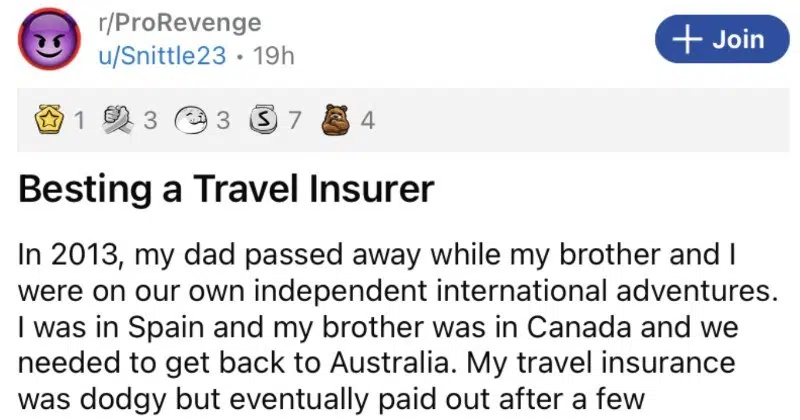 r/ProRevenge
u/Snittle23 • 19h
+ Join
1 3 3 S 7 4
Besting a Travel Insurer
In 2013, my dad passed away while my brother and I
were on our own independent international adventures.
I was in Spain and my brother was in Canada and we
needed to get back to Australia. My travel insurance
was dodgy but eventually paid out after a few